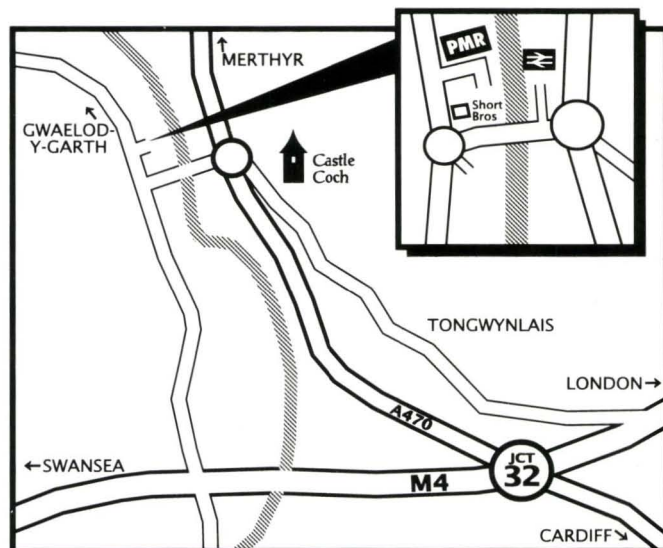 MERTHYR
GWAELOD-
Y-GARTH
PMR
Short
Bros
Castle
Coch
TONGWYNLAIS
LONDON
A470
SWANSEA
M4
JCT
32
CARDIFF